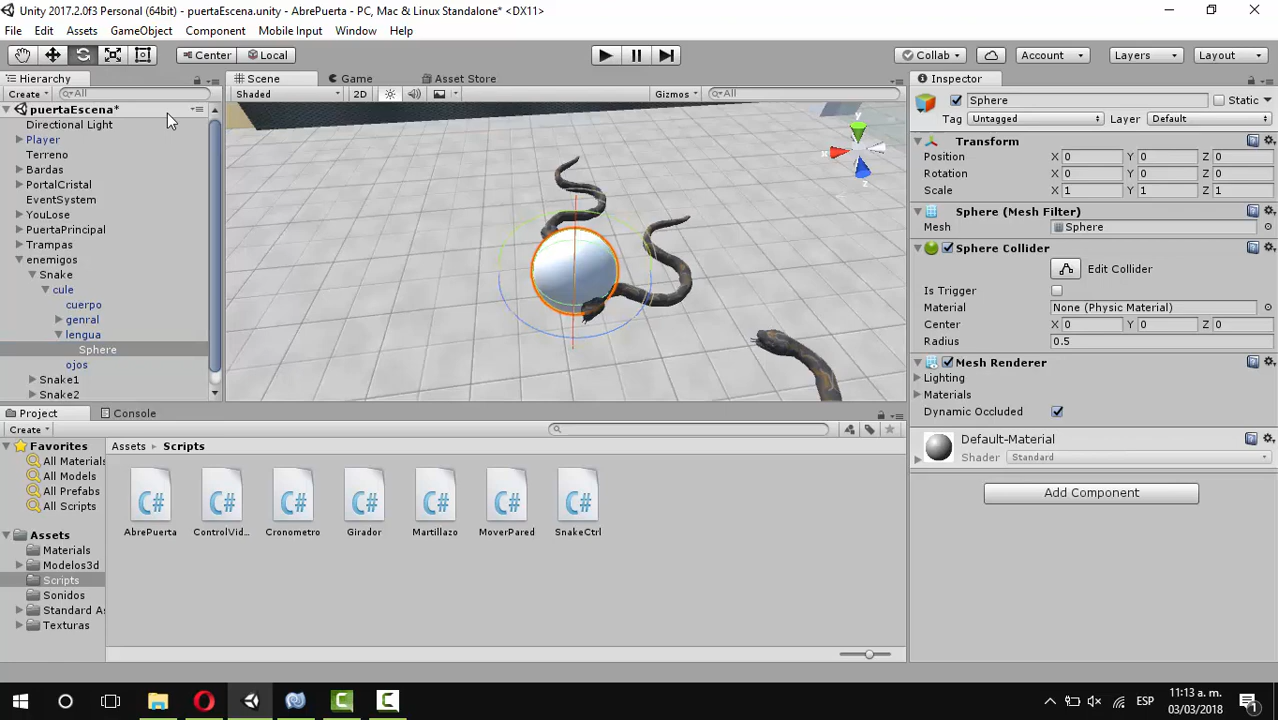 Unity 2017.2.0f3 Personal (64bit) - puertaEscena.unity - AbrePuerta - PC, Mac & Linux Standalone* <DX11>
File Edit Assets GameObject Component Mobile Input Window Help
Center Local Collab Account Layers Layout
Hierarchy Scene Game Asset Store Inspector
Create All Shaded 2D Gizmos All
puertaEscena*
Directional Light
Player
Terreno
Bardas
PortalCristal
EventSystem
YouLose
PuertaPrincipal
Trampas
enemigos
Snake
cule
cuerpo
genral
lengua
Sphere
ojos
Snake1
Snake2
y
x
z
Sphere Static
Tag Untagged Layer Default
Transform
Position X 0 Y 0 Z 0
Rotation X 0 Y 0 Z 0
Scale X 1 Y 1 Z 1
Sphere (Mesh Filter)
Mesh Sphere
Sphere Collider
Edit Collider
Is Trigger
Material None (Physic Material)
Center X 0 Y 0 Z 0
Radius 0.5
Mesh Renderer
Lighting
Materials
Dynamic Occluded
Default-Material
Shader Standard
Add Component
Project Console
Create
Favorites
All Materials
All Models
All Prefabs
All Scripts
Assets
Materials
Modelos3d
Scripts
Sonidos
Standard As
Texturas
Assets Scripts
C# C# C# C# C# C# C#
AbrePuerta ControlVid... Cronometro Girador Martillazo MoverPared SnakeCtrl
ESP
11:13 a. m.
03/03/2018
1